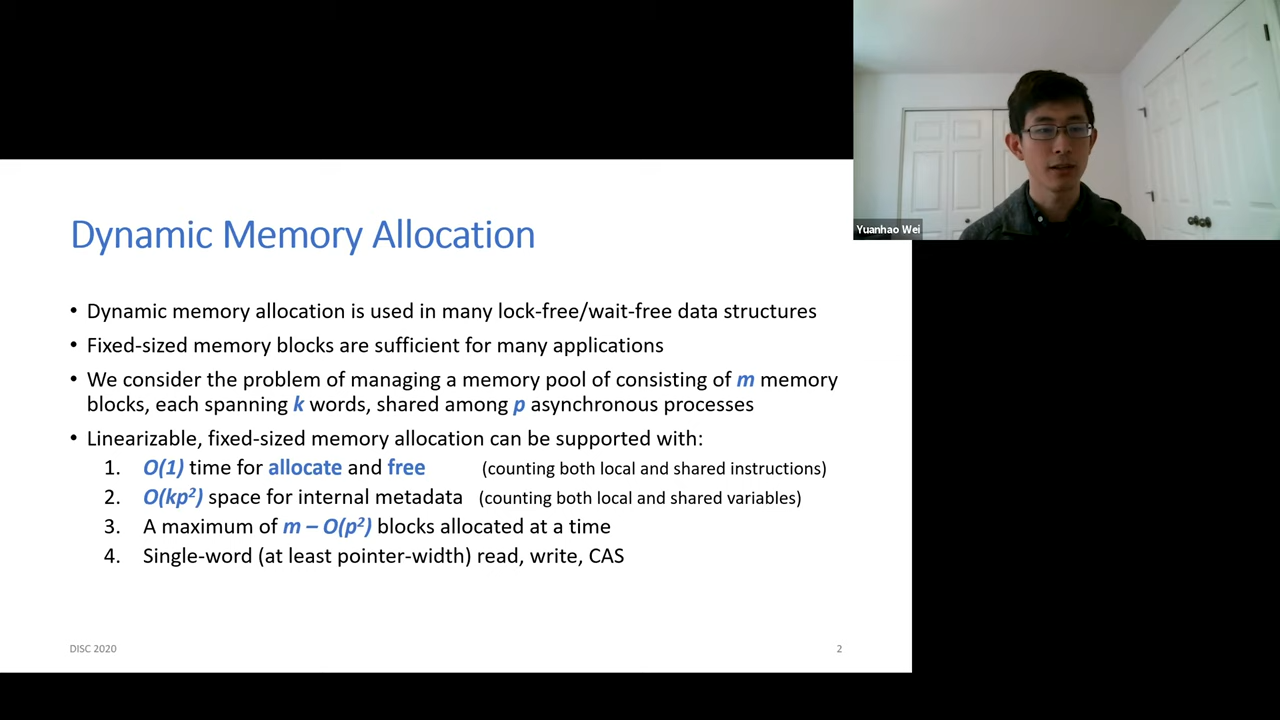 Yuanhao Wei
Dynamic Memory Allocation
• Dynamic memory allocation is used in many lock-free/wait-free data structures
• Fixed-sized memory blocks are sufficient for many applications
• We consider the problem of managing a memory pool of consisting of m memory
blocks, each spanning k words, shared among p asynchronous processes
• Linearizable, fixed-sized memory allocation can be supported with:
1. O(1) time for allocate and free (counting both local and shared instructions)
2. O(kp²) space for internal metadata (counting both local and shared variables)
3. A maximum of m – O(p²) blocks allocated at a time
4. Single-word (at least pointer-width) read, write, CAS
DISC 2020
2